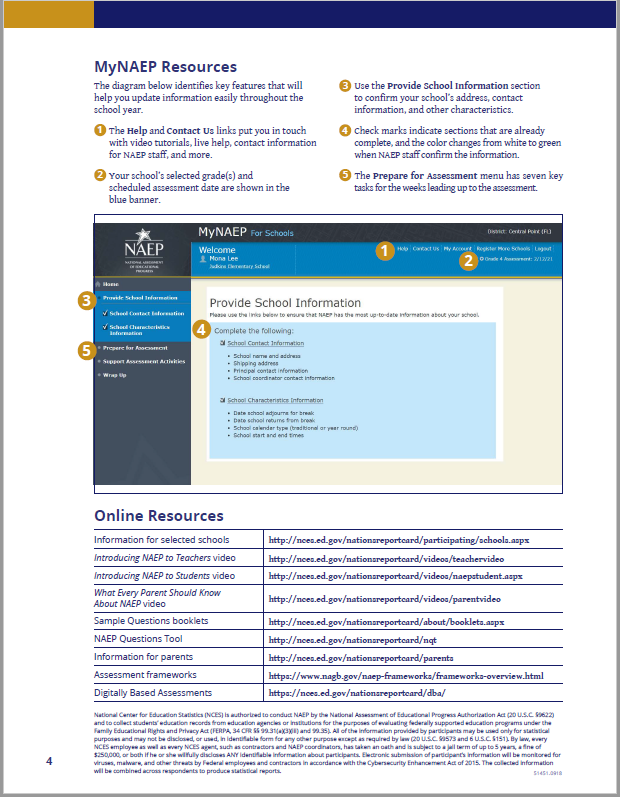 MyNAEP Resources
The diagram below identifies key features that will
help you update information easily throughout the
school year.
1 The Help and Contact Us links put you in touch
with video tutorials, live help, contact information
for NAEP staff, and more.
2 Your school's selected grade(s) and
scheduled assessment date are shown in the
blue banner.
3 Use the Provide School Information section
to confirm your school's address, contact
information, and other characteristics.
4 Check marks indicate sections that are already
complete, and the color changes from white to green
when NAEP staff confirm the information.
5 The Prepare for Assessment menu has seven key
tasks for the weeks leading up to the assessment.
NAEP
NATIONAL ASSESSMENT
OF EDUCATIONAL
PROGRESS
MyNAEP For Schools
District: Central Point (FL)
Welcome
Mona Lee
Judkins Elementary School
1 Help Contact Us My Account Register More Schools Logout
2 Grade 4 Assessment: 2/12/21
Home
3 Provide School Information
School Contact Information
School Characteristics
Information
5 Prepare for Assessment
Support Assessment Activities
Wrap Up
Provide School Information
Please use the links below to ensure that NAEP has the most up-to-date information about your school.
4 Complete the following:
School Contact Information
• School name and address
• Shipping address
• Principal contact information
• School coordinator contact information
School Characteristics Information
• Date school adjourns for break
• Date school returns from break
• School calendar type (traditional or year round)
• School start and end times
Online Resources
Information for selected schools http://nces.ed.gov/nationsreportcard/participating/schools.aspx
Introducing NAEP to Teachers video http://nces.ed.gov/nationsreportcard/videos/teachervideo
Introducing NAEP to Students video http://nces.ed.gov/nationsreportcard/videos/naepstudent.aspx
What Every Parent Should Know
About NAEP video http://nces.ed.gov/nationsreportcard/videos/parentvideo
Sample Questions booklets http://nces.ed.gov/nationsreportcard/about/booklets.aspx
NAEP Questions Tool http://nces.ed.gov/nationsreportcard/nqt
Information for parents http://nces.ed.gov/nationsreportcard/parents
Assessment frameworks https://www.nagb.gov/naep-frameworks/frameworks-overview.html
Digitally Based Assessments https://nces.ed.gov/nationsreportcard/dba/
National Center for Education Statistics (NCES) is authorized to conduct NAEP by the National Assessment of Educational Progress Authorization Act (20 U.S.C. §9622)
and to collect students' education records from education agencies or institutions for the purposes of evaluating federally supported education programs under the
Family Educational Rights and Privacy Act (FERPA, 34 CFR §§ 99.31(a)(3)(iii) and 99.35). All of the information provided by participants may be used only for statistical
purposes and may not be disclosed, or used, in identifiable form for any other purpose except as required by law (20 U.S.C. §9573 and 6 U.S.C. §151). By law, every
NCES employee as well as every NCES agent, such as contractors and NAEP coordinators, has taken an oath and is subject to a jail term of up to 5 years, a fine of
$250,000, or both if he or she willfully discloses ANY identifiable information about participants. Electronic submission of participant's information will be monitored for
viruses, malware, and other threats by Federal employees and contractors in accordance with the Cybersecurity Enhancement Act of 2015. The collected information
will be combined across respondents to produce statistical reports.
4
51451.0918